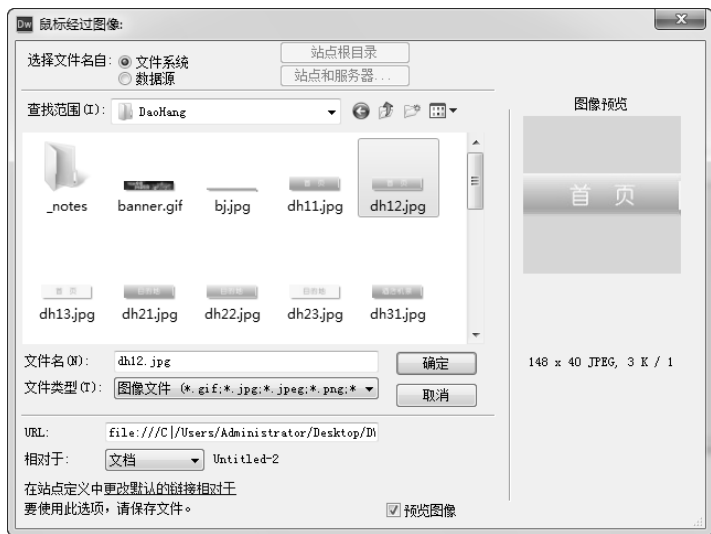 Dw 鼠标经过图像:
选择文件名自: 文件系统 站点根目录
数据源 站点和服务器...
查找范围(I): DaoHang 图像预览
_notes banner.gif bj.jpg dh11.jpg dh12.jpg
首 页
dh13.jpg dh21.jpg dh22.jpg dh23.jpg dh31.jpg
文件名(N): dh12.jpg 确定 148 x 40 JPEG, 3 K / 1
文件类型(T): 图像文件 (*.gif;*.jpg;*.jpeg;*.png;* 取消
URL: file:///C|/Users/Administrator/Desktop/D\
相对于: 文档 Untitled-2
在站点定义中更改默认的链接相对于
要使用此选项，请保存文件。 预览图像